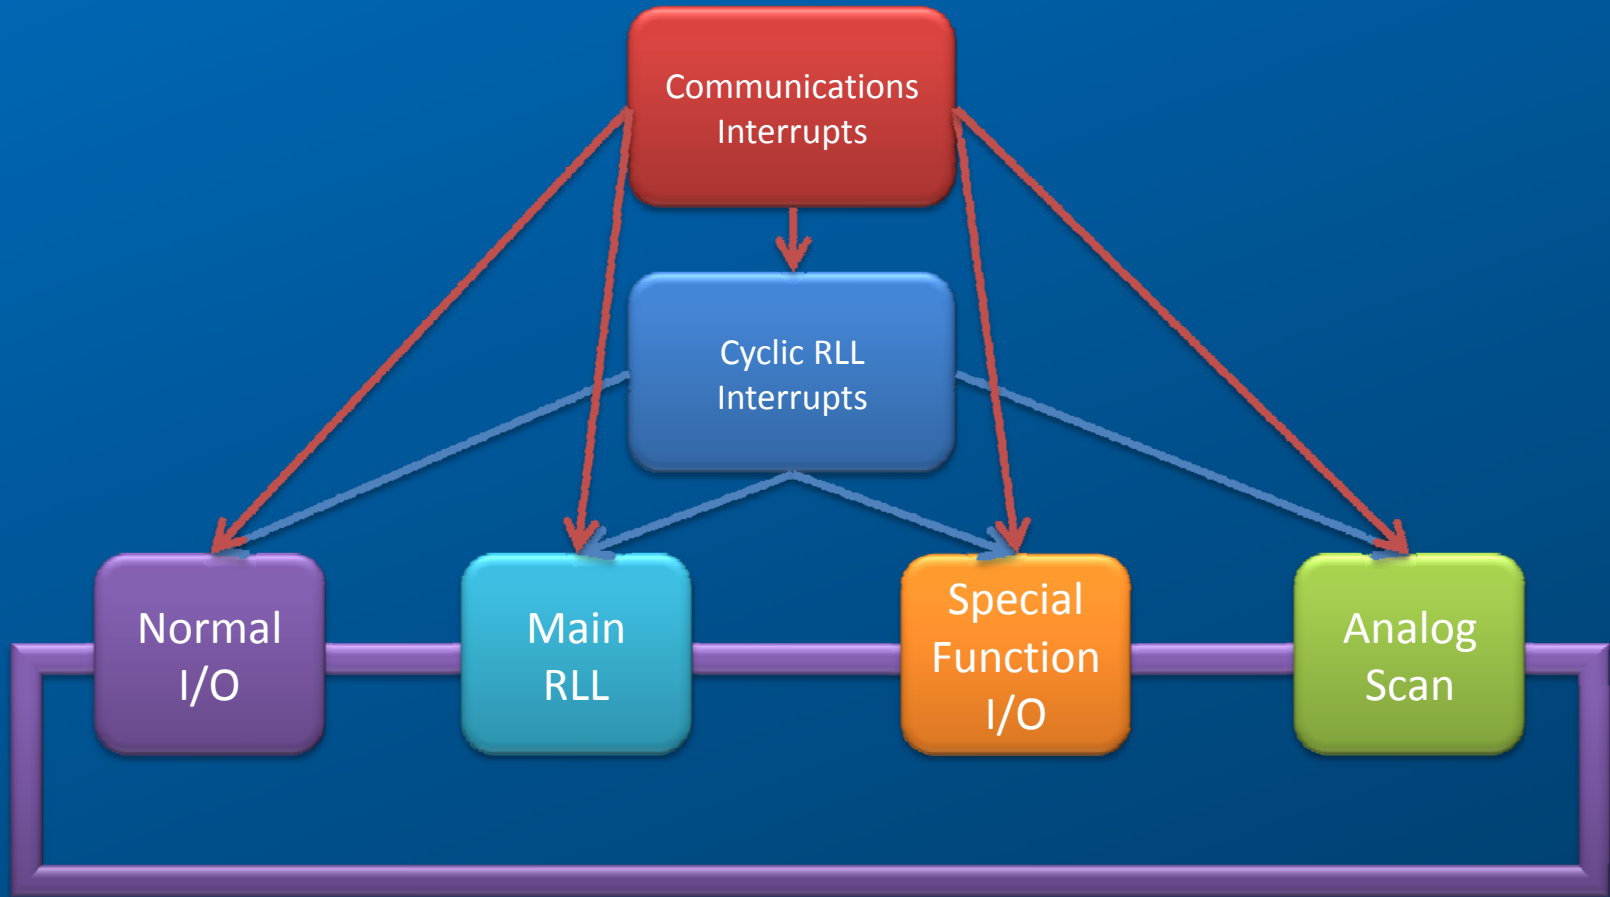 Communications
Interrupts
Cyclic RLL
Interrupts
Normal
I/O
Main
RLL
Special
Function
I/O
Analog
Scan